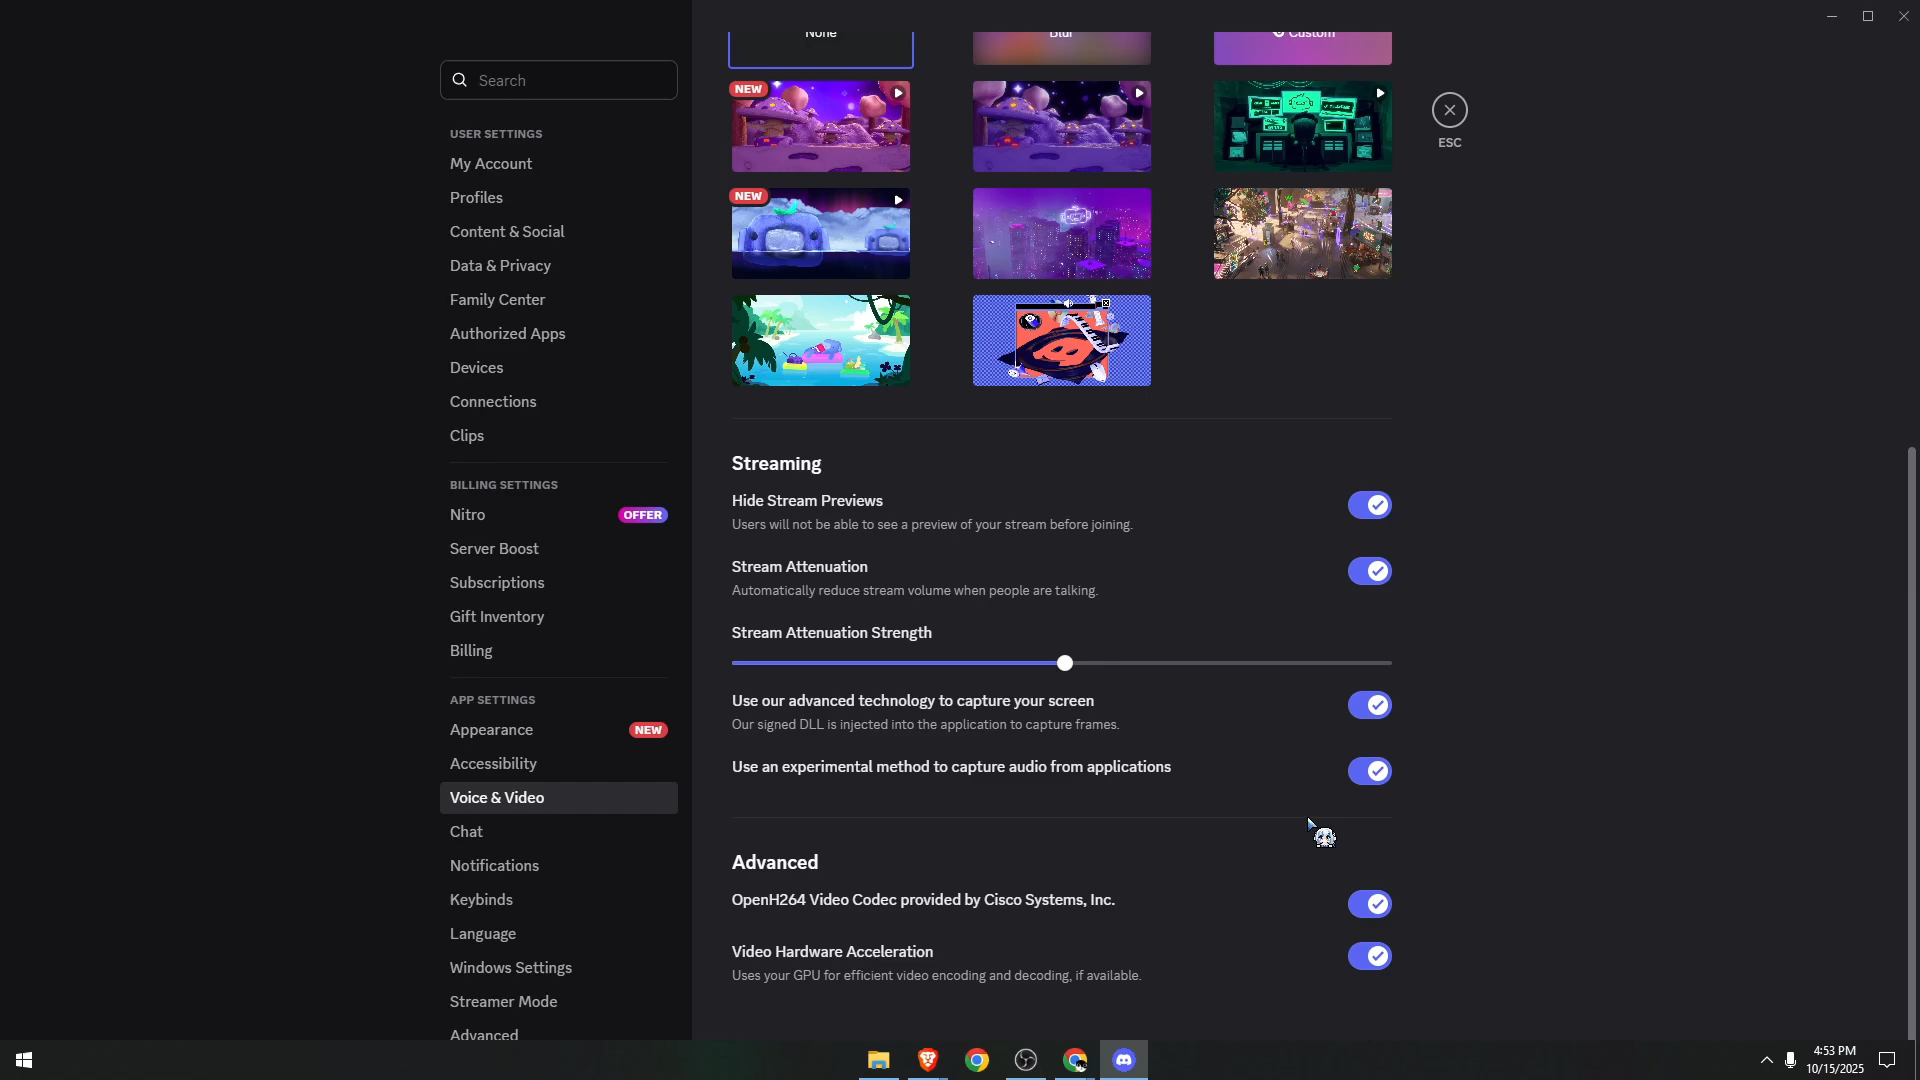 None
Blur
Custom
Search
ESC
NEW
NEW
USER SETTINGS
My Account
Profiles
Content & Social
Data & Privacy
Family Center
Authorized Apps
Devices
Connections
Clips
BILLING SETTINGS
Nitro
OFFER
Server Boost
Subscriptions
Gift Inventory
Billing
APP SETTINGS
Appearance
NEW
Accessibility
Voice & Video
Chat
Notifications
Keybinds
Language
Windows Settings
Streamer Mode
Advanced
Streaming
Hide Stream Previews
Users will not be able to see a preview of your stream before joining.
Stream Attenuation
Automatically reduce stream volume when people are talking.
Stream Attenuation Strength
Use our advanced technology to capture your screen
Our signed DLL is injected into the application to capture frames.
Use an experimental method to capture audio from applications
Advanced
OpenH264 Video Codec provided by Cisco Systems, Inc.
Video Hardware Acceleration
Uses your GPU for efficient video encoding and decoding, if available.
4:53 PM
10/15/2025